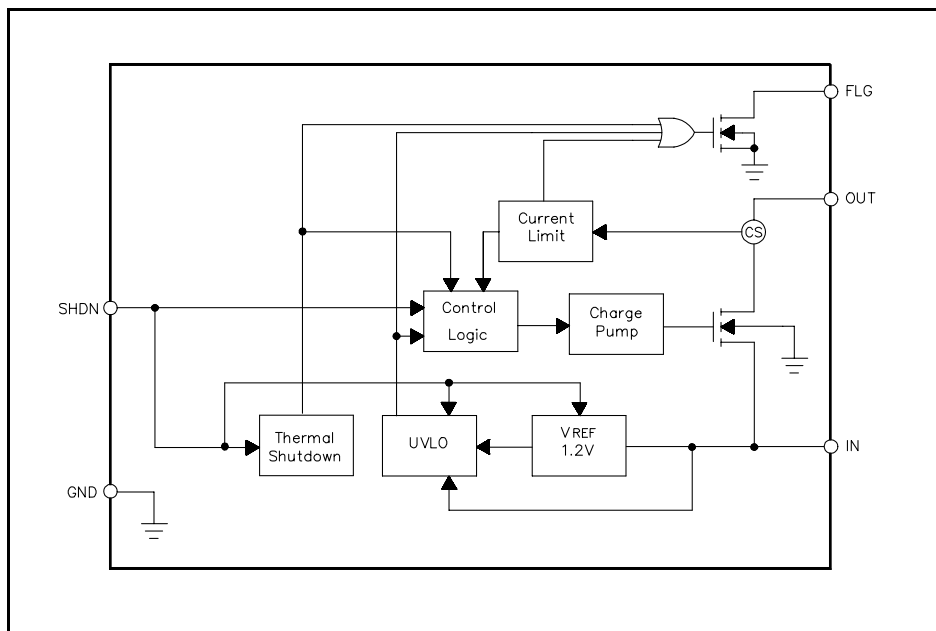 FLG
OUT
Current
Limit
CS
SHDN
Control
Logic
Charge
Pump
Thermal
Shutdown
UVLO
VREF
1.2V
IN
GND